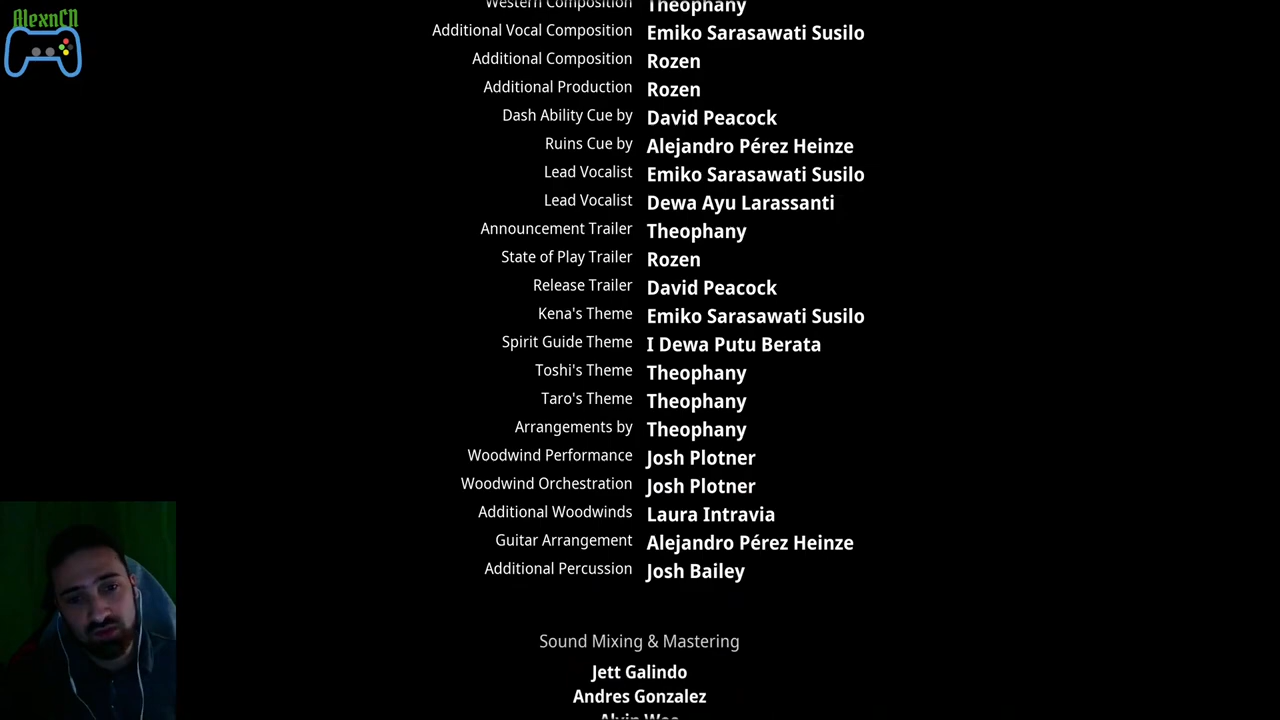 AlexnCN
Western Composition Theophany
Additional Vocal Composition Emiko Sarasawati Susilo
Additional Composition Rozen
Additional Production Rozen
Dash Ability Cue by David Peacock
Ruins Cue by Alejandro Pérez Heinze
Lead Vocalist Emiko Sarasawati Susilo
Lead Vocalist Dewa Ayu Larassanti
Announcement Trailer Theophany
State of Play Trailer Rozen
Release Trailer David Peacock
Kena's Theme Emiko Sarasawati Susilo
Spirit Guide Theme I Dewa Putu Berata
Toshi's Theme Theophany
Taro's Theme Theophany
Arrangements by Theophany
Woodwind Performance Josh Plotner
Woodwind Orchestration Josh Plotner
Additional Woodwinds Laura Intravia
Guitar Arrangement Alejandro Pérez Heinze
Additional Percussion Josh Bailey
Sound Mixing & Mastering
Jett Galindo
Andres Gonzalez